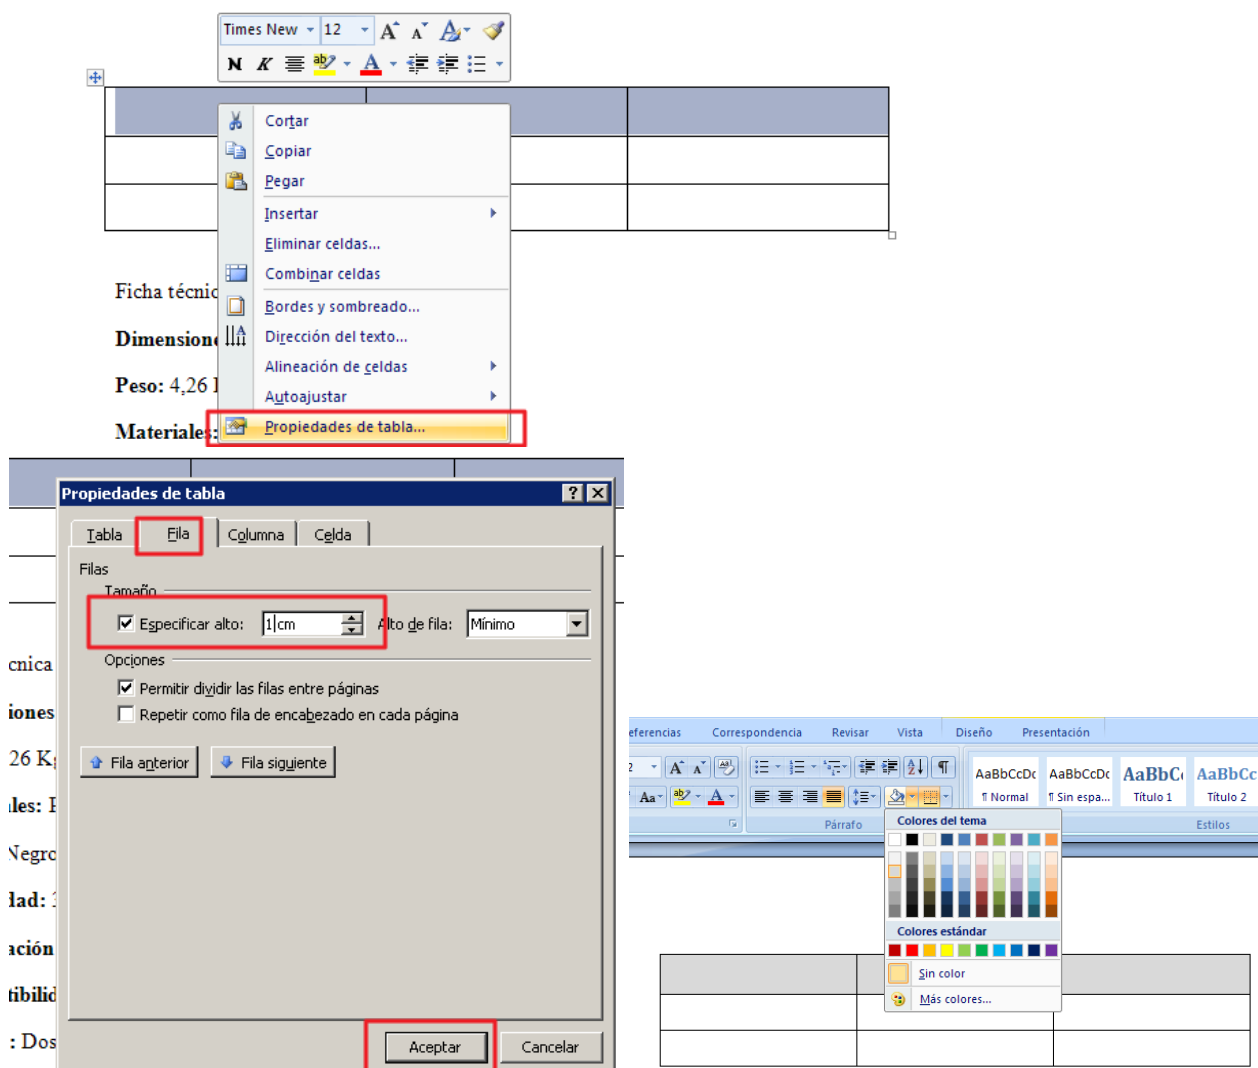 Times New 12 A A A
N K A
Cortar
Copiar
Pegar
Insertar
Eliminar celdas...
Combinar celdas
Bordes y sombreado...
Dirección del texto...
Alineación de celdas
Autoajustar
Propiedades de tabla...
Ficha técnic
Dimensione
Peso: 4,26
Materiales:
Propiedades de tabla
Tabla Fila Columna Celda
Filas
Tamaño
Especificar alto: 1 cm Alto de fila: Mínimo
Opciones
Permitir dividir las filas entre páginas
Repetir como fila de encabezado en cada página
Fila anterior Fila siguiente
Aceptar Cancelar
cnica
iones
26 K
les:
Negro
dad:
ación
tibilid
: Dos
eferencias Correspondencia Revisar Vista Diseño Presentación
AaBbCcDc AaBbCcDc AaBbC AaBbCc
¶ Normal ¶ Sin espa... Título 1 Título 2
Párrafo Estilos
Colores del tema
Colores estándar
Sin color
Más colores...